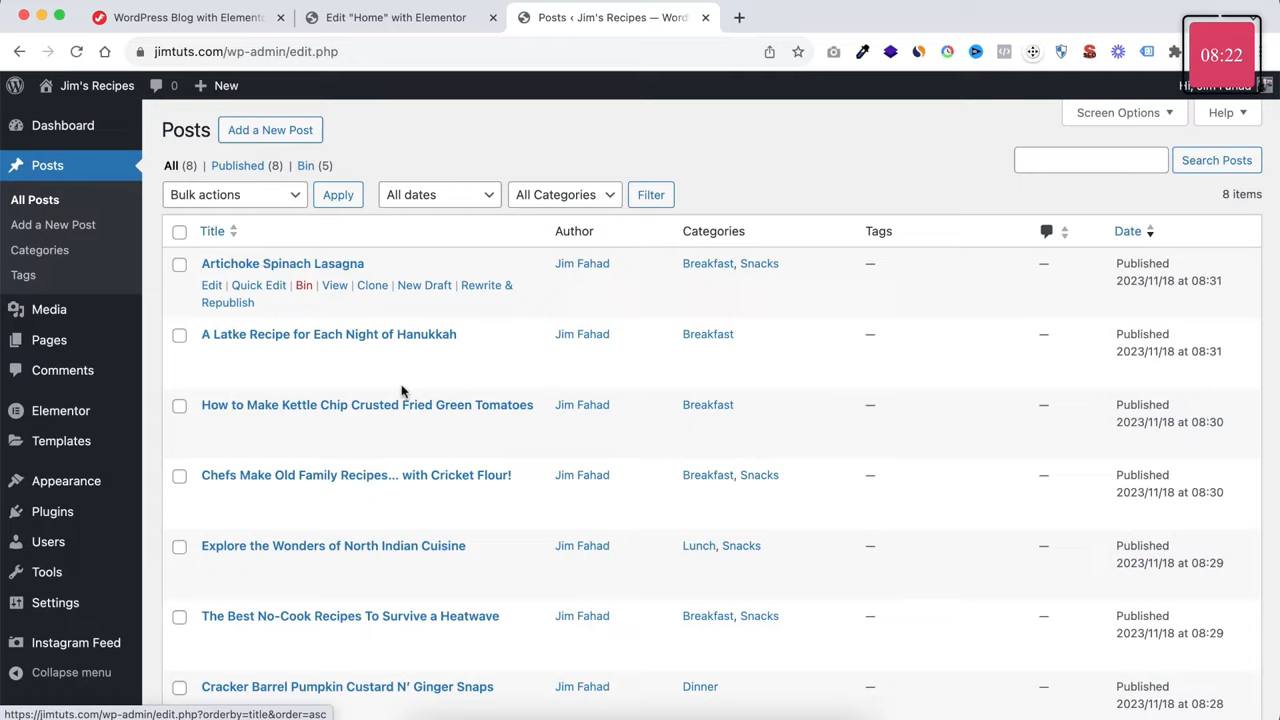 WordPress Blog with Elemento
Edit "Home" with Elementor
Posts ‹ Jim's Recipes — Word
jimtuts.com/wp-admin/edit.php
08:22
Jim's Recipes
0
New
Hi, Jim Fahad
Dashboard
Posts
All Posts
Add a New Post
Categories
Tags
Media
Pages
Comments
Elementor
Templates
Appearance
Plugins
Users
Tools
Settings
Instagram Feed
Collapse menu
Screen Options
Help
Posts
Add a New Post
All (8) | Published (8) | Bin (5)
Search Posts
Bulk actions
Apply
All dates
All Categories
Filter
8 items
Title Author Categories Tags Date
Artichoke Spinach Lasagna Jim Fahad Breakfast, Snacks — — Published
2023/11/18 at 08:31
Edit | Quick Edit | Bin | View | Clone | New Draft | Rewrite &
Republish
A Latke Recipe for Each Night of Hanukkah Jim Fahad Breakfast — — Published
2023/11/18 at 08:31
How to Make Kettle Chip Crusted Fried Green Tomatoes Jim Fahad Breakfast — — Published
2023/11/18 at 08:30
Chefs Make Old Family Recipes... with Cricket Flour! Jim Fahad Breakfast, Snacks — — Published
2023/11/18 at 08:30
Explore the Wonders of North Indian Cuisine Jim Fahad Lunch, Snacks — — Published
2023/11/18 at 08:29
The Best No-Cook Recipes To Survive a Heatwave Jim Fahad Breakfast, Snacks — — Published
2023/11/18 at 08:29
Cracker Barrel Pumpkin Custard N' Ginger Snaps Jim Fahad Dinner — — Published
2023/11/18 at 08:28
https://jimtuts.com/wp-admin/edit.php?orderby=title&order=asc